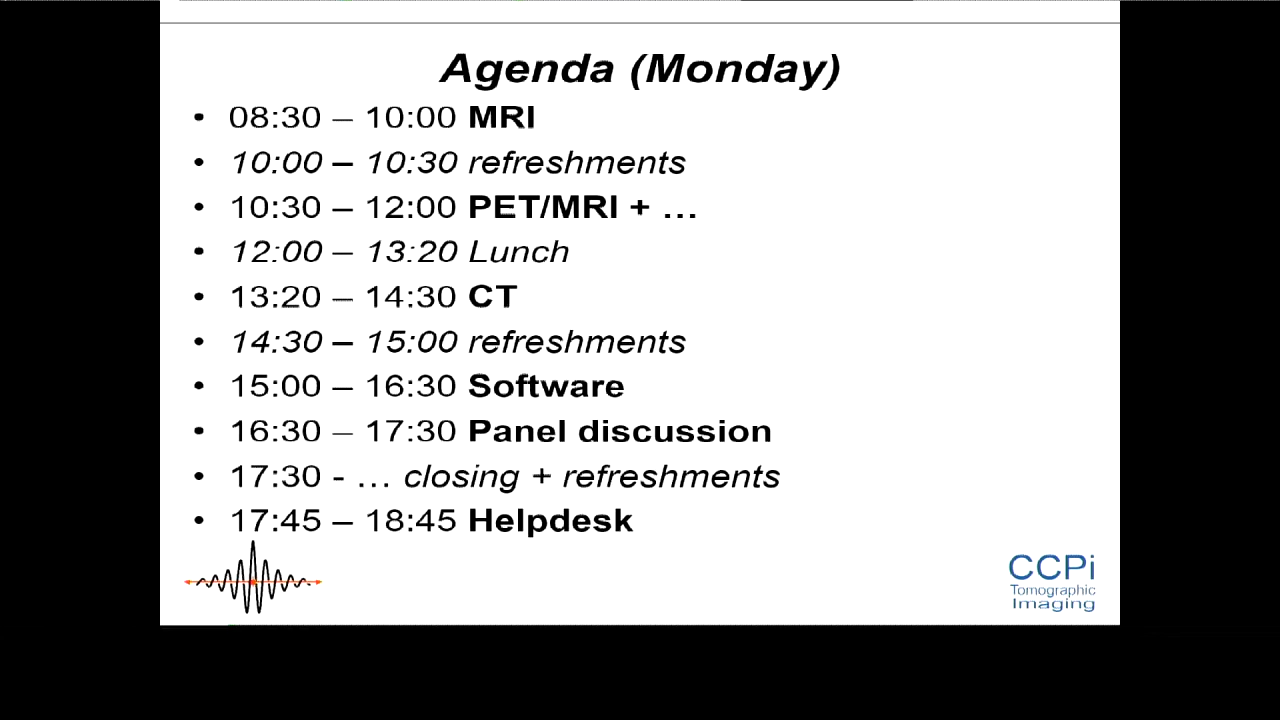 Agenda (Monday)
• 08:30 – 10:00 MRI
• 10:00 – 10:30 refreshments
• 10:30 – 12:00 PET/MRI + …
• 12:00 – 13:20 Lunch
• 13:20 – 14:30 CT
• 14:30 – 15:00 refreshments
• 15:00 – 16:30 Software
• 16:30 – 17:30 Panel discussion
• 17:30 - … closing + refreshments
• 17:45 – 18:45 Helpdesk
CCPi
Tomographic
Imaging